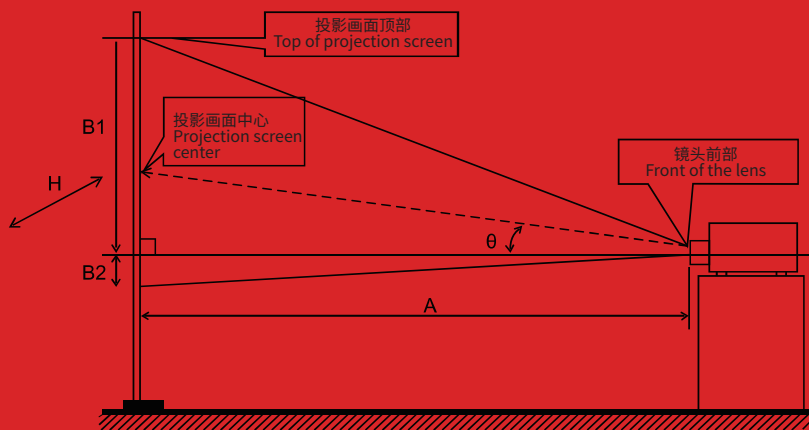 投影画面顶部
Top of projection screen
B1
投影画面中心
Projection screen
center
H
镜头前部
Front of the lens
θ
B2
A